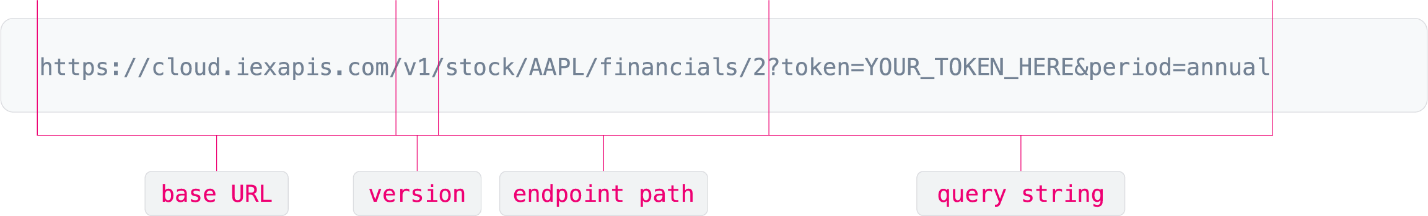 https://cloud.iexapis.com/v1/stock/AAPL/financials/2?token=YOUR_TOKEN_HERE&period=annual
base URL version endpoint path query string